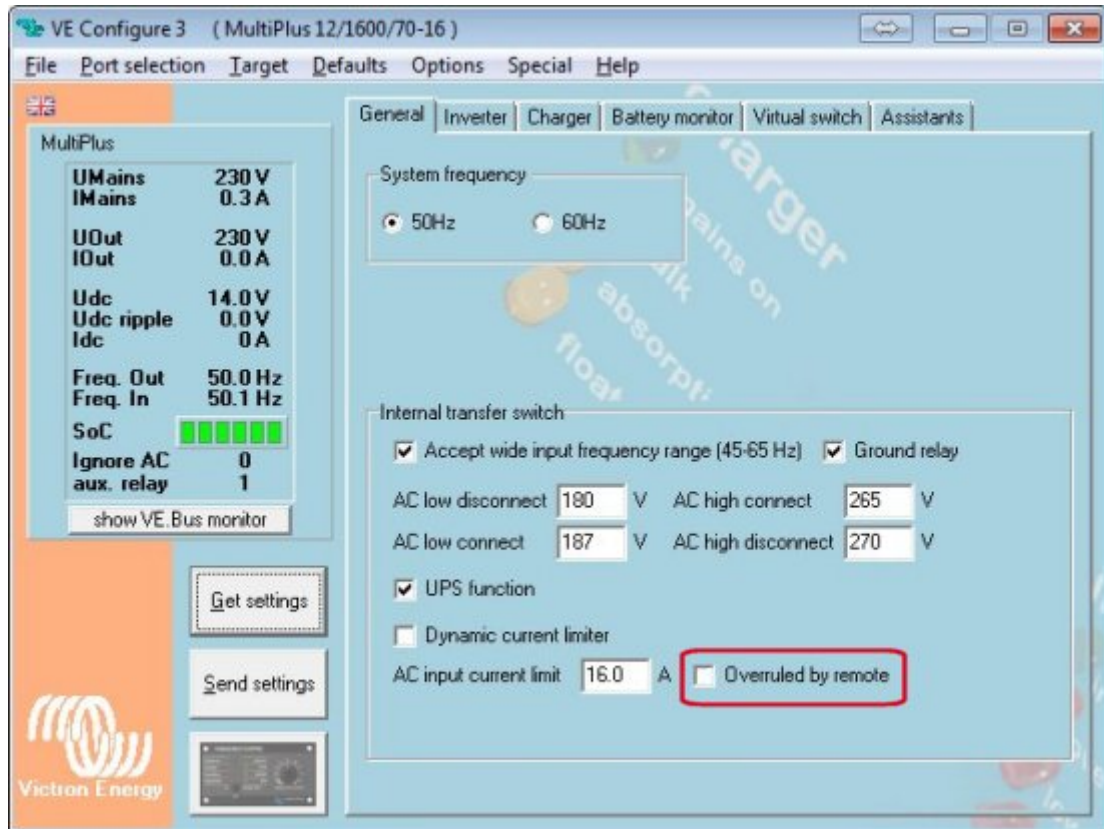 VE Configure 3 ( MultiPlus 12/1600/70-16 )
File Port selection Target Defaults Options Special Help
MultiPlus
UMains 230 V
IMains 0.3 A
UOut 230 V
IOut 0.0 A
Udc 14.0 V
Udc ripple 0.0 V
Idc 0 A
Freq. Out 50.0 Hz
Freq. In 50.1 Hz
SoC
Ignore AC 0
aux. relay 1
show VE.Bus monitor
Get settings
Send settings
Victron Energy
General Inverter Charger Battery monitor Virtual switch Assistants
System frequency
50Hz 60Hz
charger
mains on
bulk
absorpti
float
Internal transfer switch
Accept wide input frequency range (45-65 Hz) Ground relay
AC low disconnect 180 V AC high connect 265 V
AC low connect 187 V AC high disconnect 270 V
UPS function
Dynamic current limiter
AC input current limit 16.0 A Overruled by remote